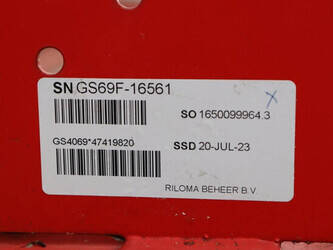 SN GS69F-16561
SO 1650099964.3
GS4069*47419820
SSD 20-JUL-23
RILOMA BEHEER B.V